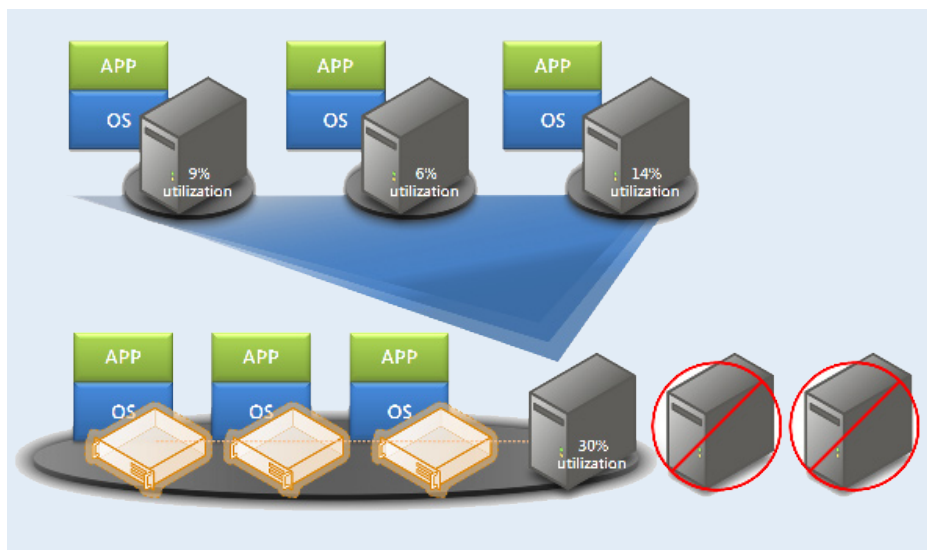 APP
OS
9%
utilization
APP
OS
6%
utilization
APP
OS
14%
utilization
APP
OS
APP
OS
APP
OS
30%
utilization